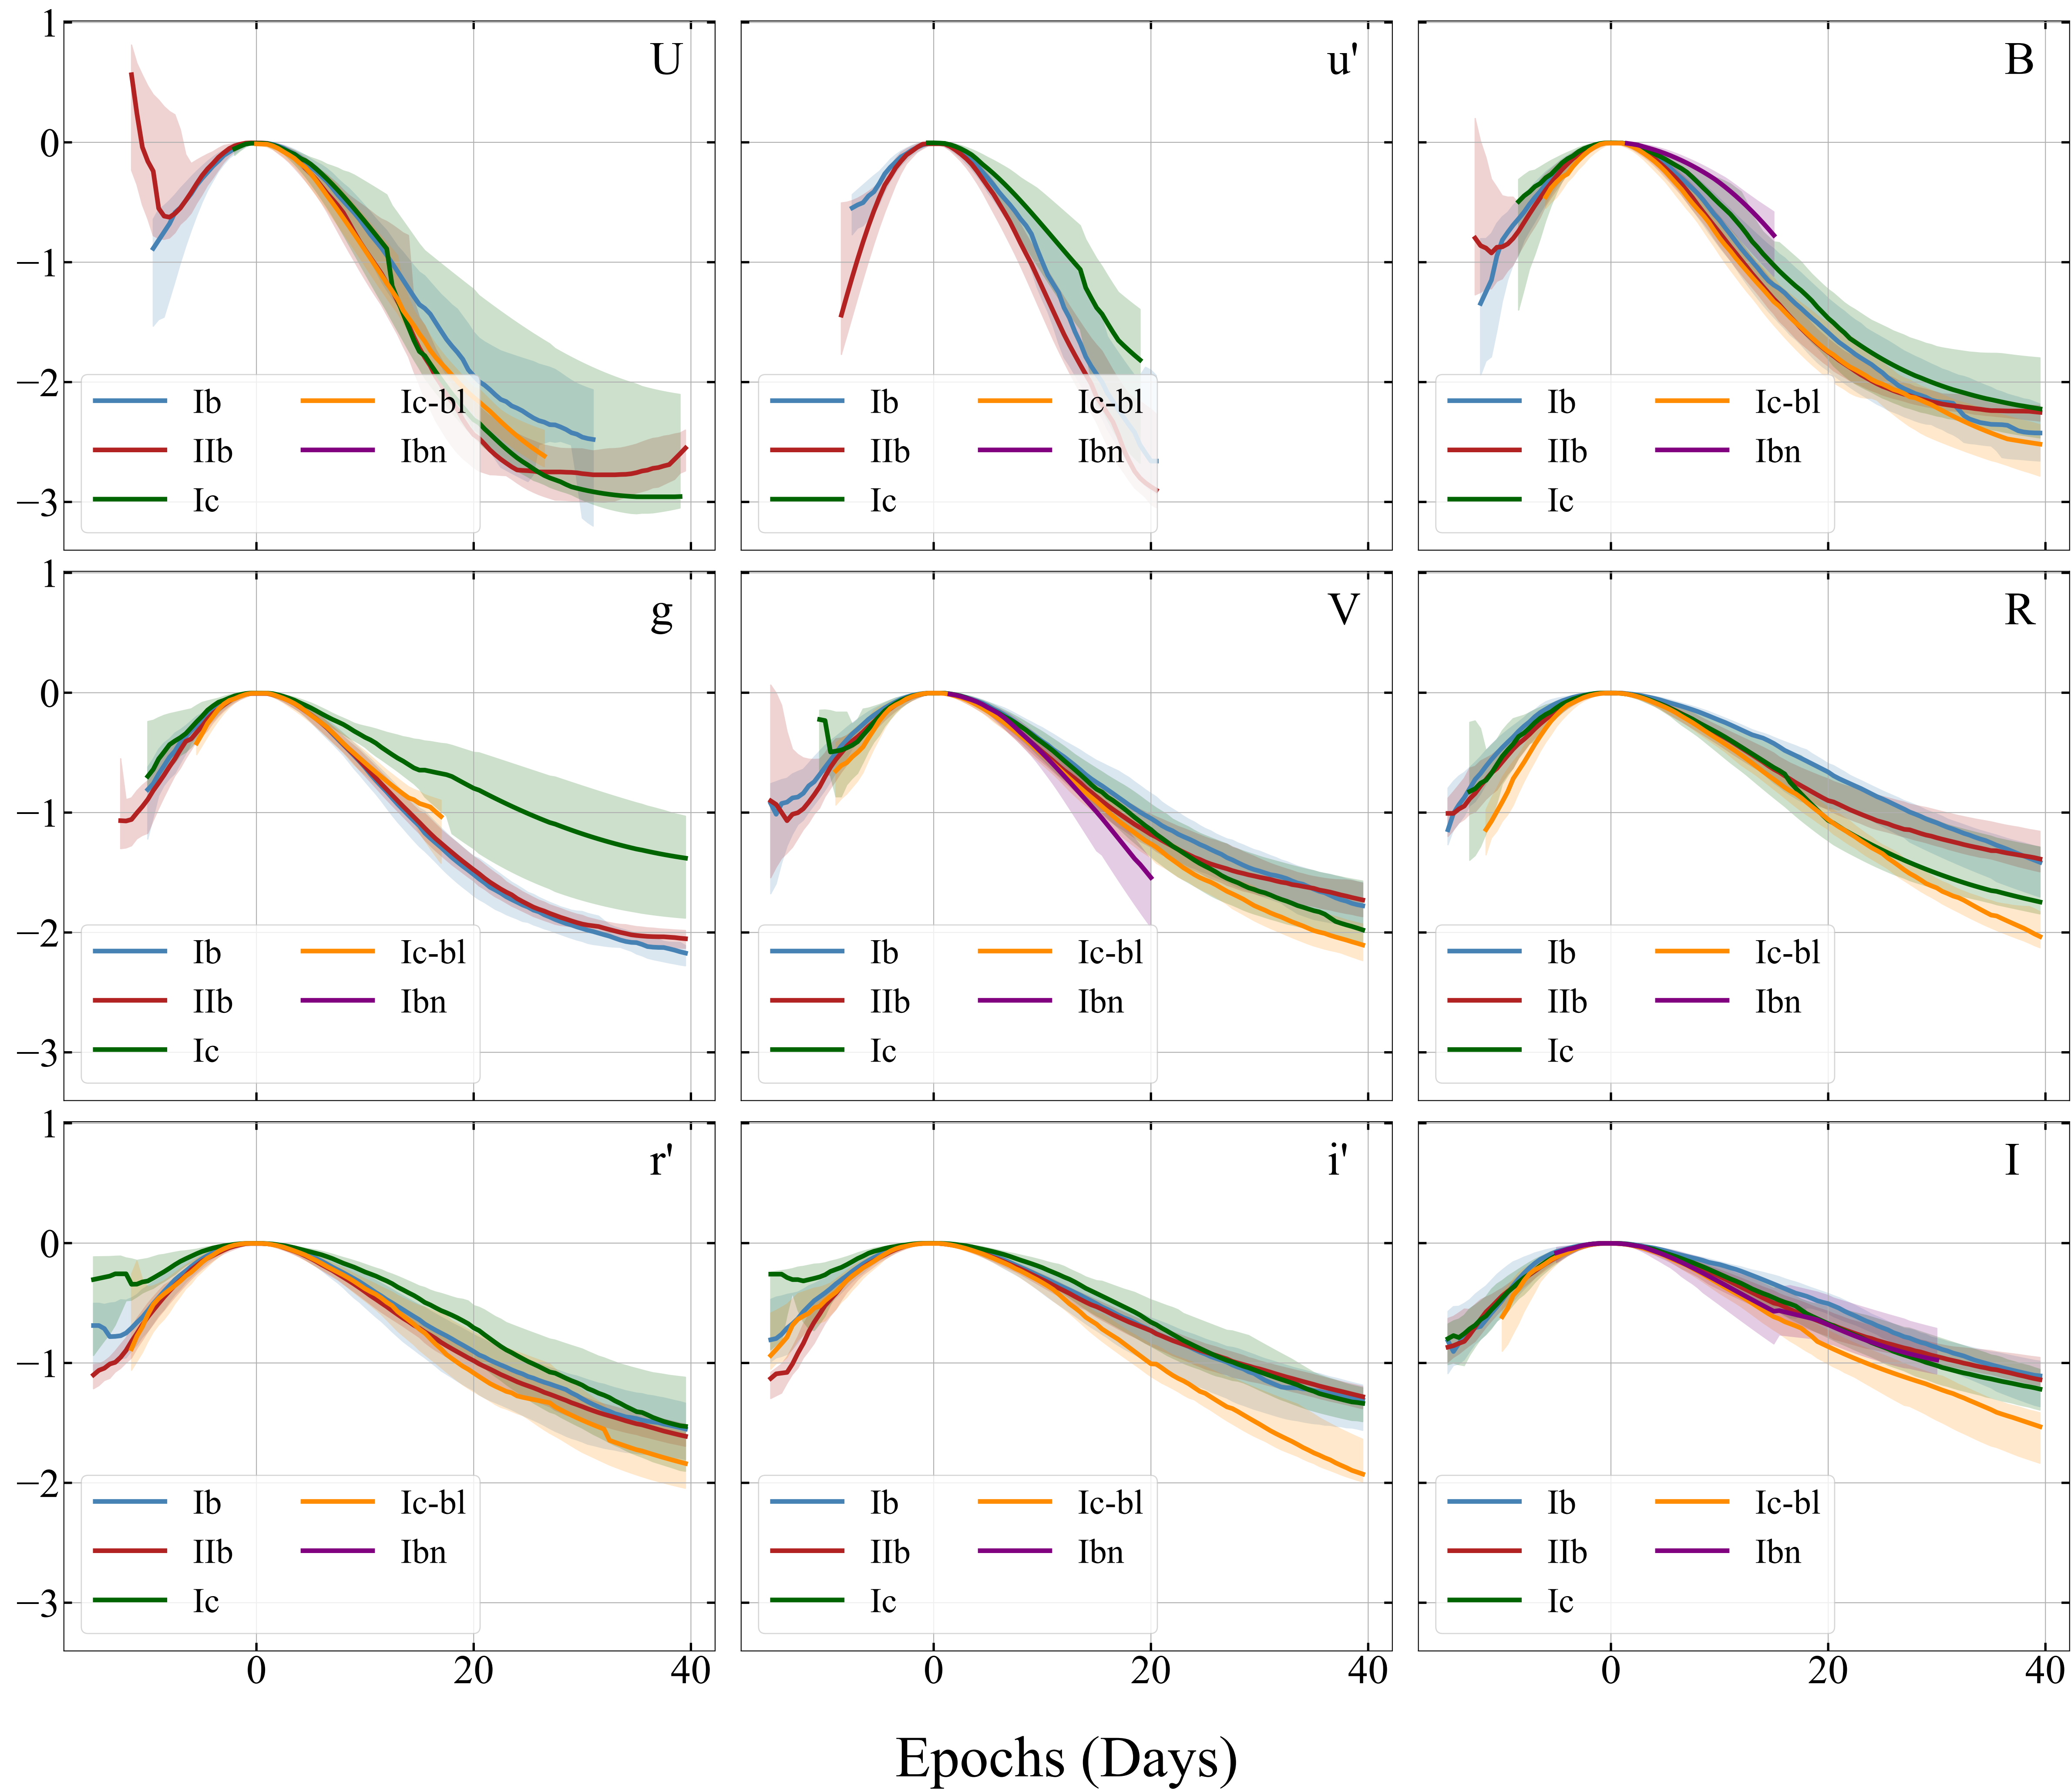 1
0
−1
−2
−3
U
Ib Ic-bl
IIb Ibn
Ic
u'
Ib Ic-bl
IIb Ibn
Ic
B
Ib Ic-bl
IIb Ibn
Ic
1
0
−1
−2
−3
g
Ib Ic-bl
IIb Ibn
Ic
V
Ib Ic-bl
IIb Ibn
Ic
R
Ib Ic-bl
IIb Ibn
Ic
1
0
−1
−2
−3
r'
Ib Ic-bl
IIb Ibn
Ic
i'
Ib Ic-bl
IIb Ibn
Ic
I
Ib Ic-bl
IIb Ibn
Ic
0 20 40 0 20 40 0 20 40
Epochs (Days)